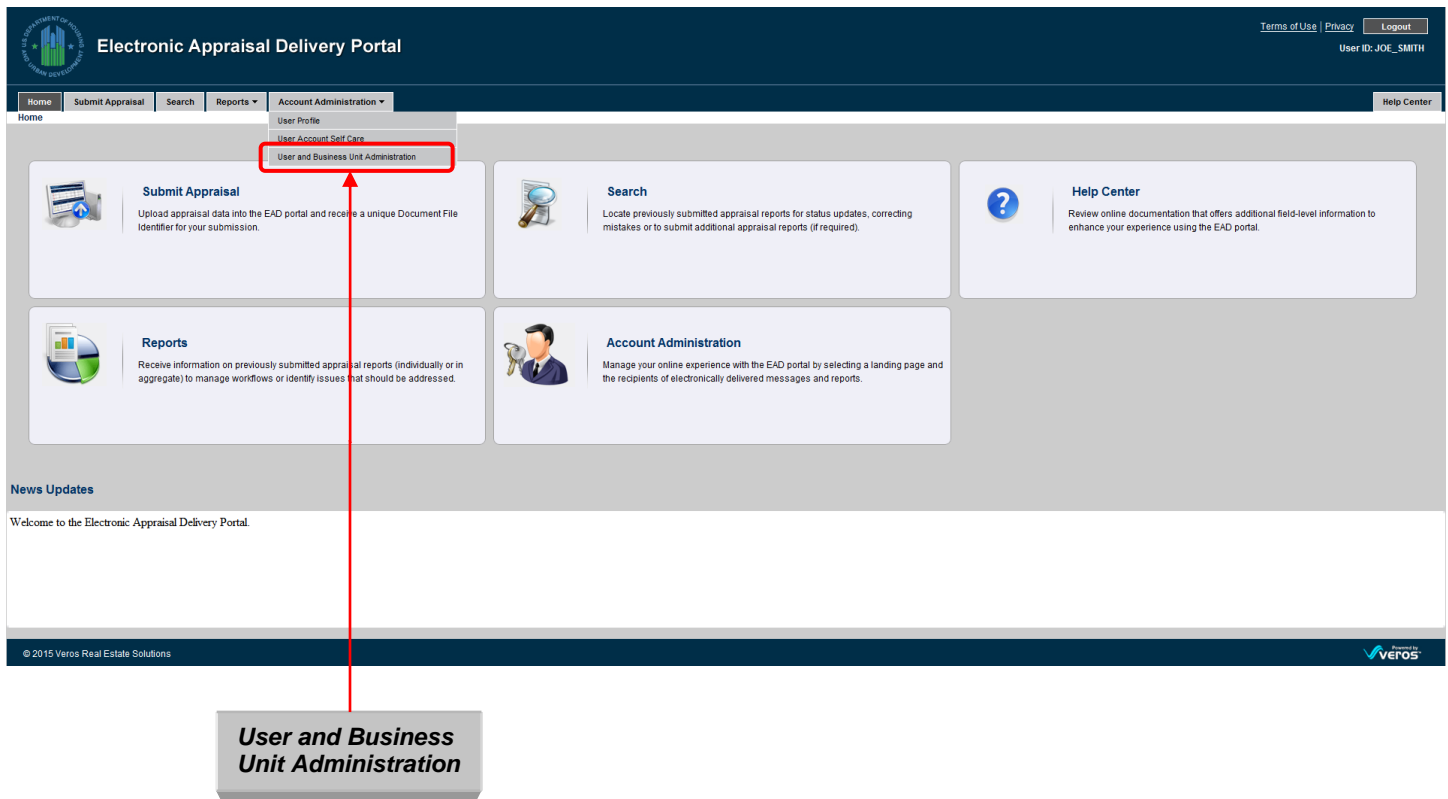 U.S. DEPARTMENT OF HOUSING AND URBAN DEVELOPMENT
Electronic Appraisal Delivery Portal
Terms of Use | Privacy
Logout
User ID: JOE_SMITH
Home
Submit Appraisal
Search
Reports
Account Administration
Help Center
Home
User Profile
User Account Self Care
User and Business Unit Administration
Submit Appraisal
Upload appraisal data into the EAD portal and receive a unique Document File
Identifier for your submission.
Search
Locate previously submitted appraisal reports for status updates, correcting
mistakes or to submit additional appraisal reports (if required).
Help Center
Review online documentation that offers additional field-level information to
enhance your experience using the EAD portal.
Reports
Receive information on previously submitted appraisal reports (individually or in
aggregate) to manage workflows or identify issues that should be addressed.
Account Administration
Manage your online experience with the EAD portal by selecting a landing page and
the recipients of electronically delivered messages and reports.
News Updates
Welcome to the Electronic Appraisal Delivery Portal.
© 2015 Veros Real Estate Solutions
Powered by
veros
User and Business
Unit Administration